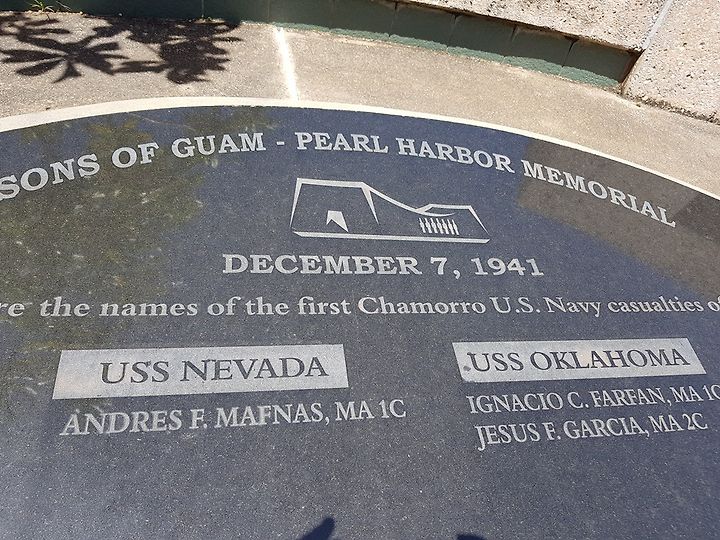 SONS OF GUAM - PEARL HARBOR MEMORIAL
DECEMBER 7, 1941
the names of the first Chamorro U.S. Navy casualties
USS NEVADA
ANDRES F. MAFNAS, MA 1C
USS OKLAHOMA
IGNACIO C. FARFAN, MA 1C
JESUS F. GARCIA, MA 2C